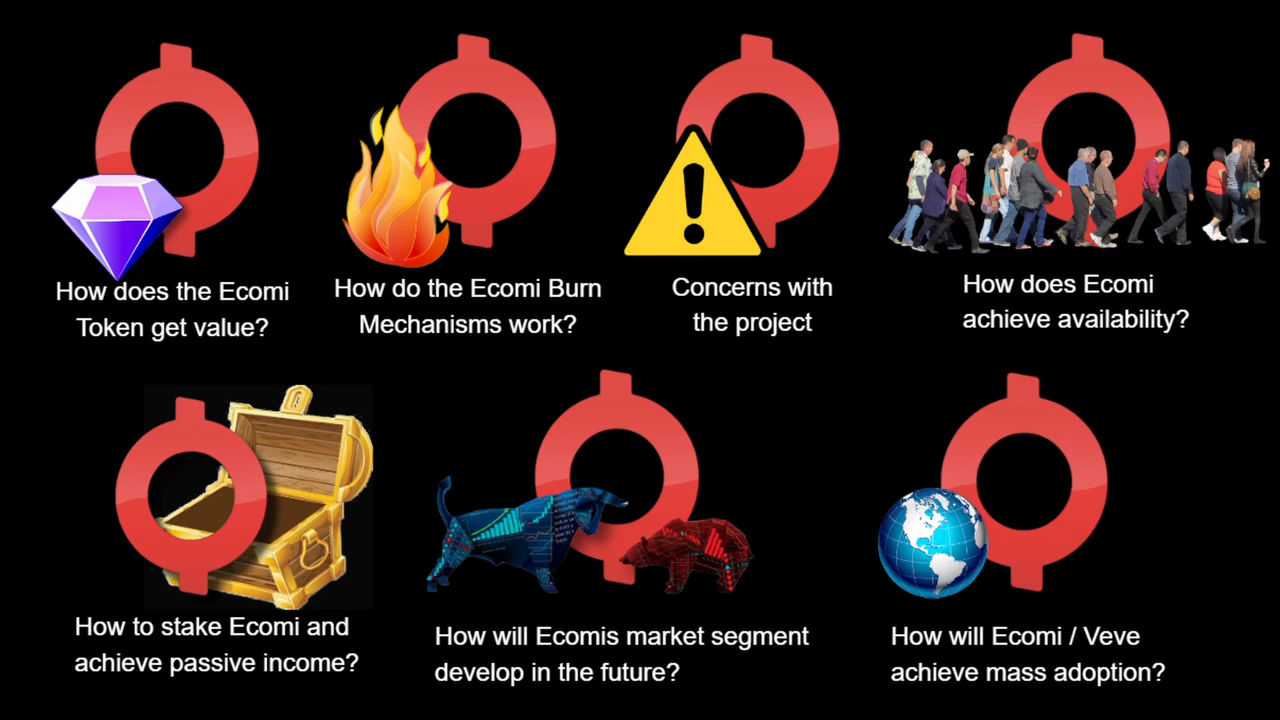 How does the Ecomi
Token get value?
How do the Ecomi Burn
Mechanisms work?
Concerns with
the project
How does Ecomi
achieve availability?
How to stake Ecomi and
achieve passive income?
How will Ecomis market segment
develop in the future?
How will Ecomi / Veve
achieve mass adoption?